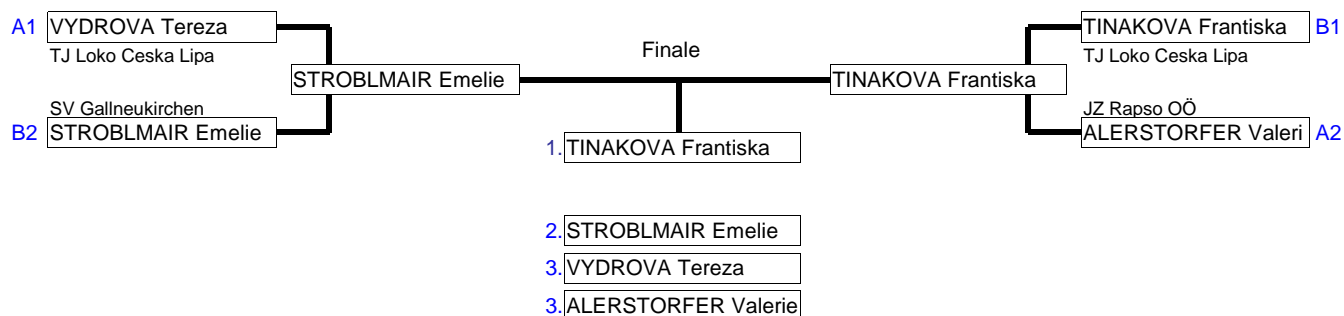 A1 VYDROVA Tereza
TJ Loko Ceska Lipa
SV Gallneukirchen
B2 STROBLMAIR Emelie
STROBLMAIR Emelie
Finale
TINAKOVA Frantiska
TINAKOVA Frantiska B1
TJ Loko Ceska Lipa
JZ Rapso OÖ
ALERSTORFER Valeri A2
1. TINAKOVA Frantiska
2. STROBLMAIR Emelie
3. VYDROVA Tereza
3. ALERSTORFER Valerie